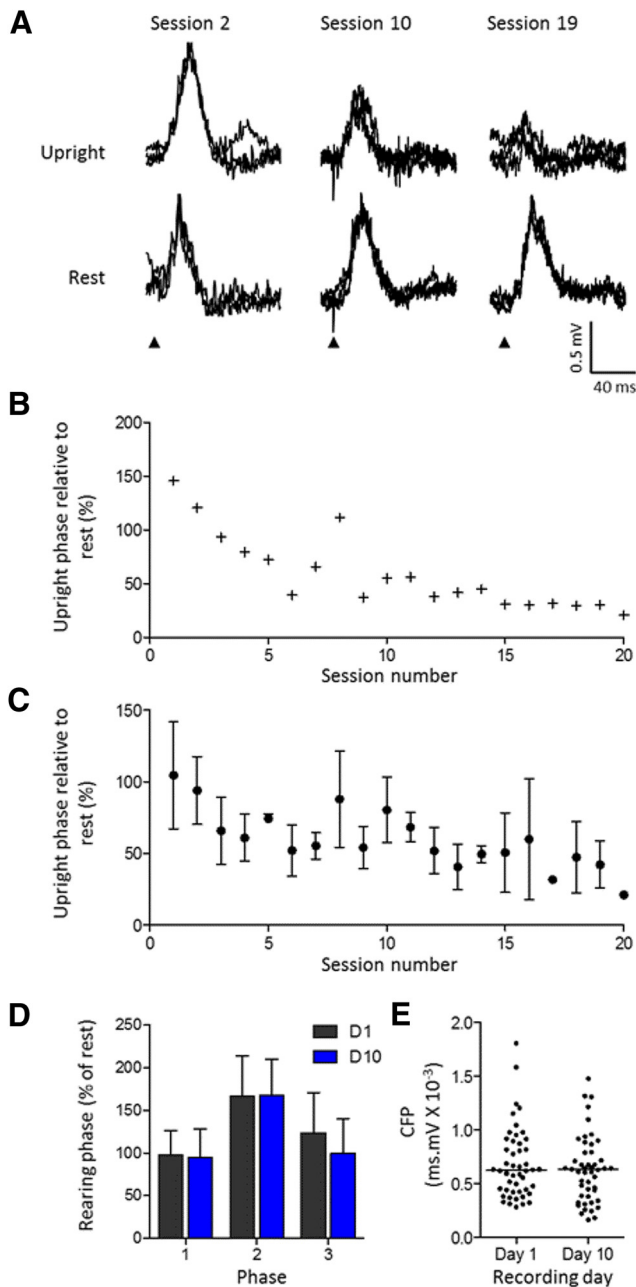 A
Session 2
Session 10
Session 19
Upright
Rest
0.5 mV
40 ms
B
Upright phase relative to
rest (%)
200
150
100
50
0
0
5
10
15
20
Session number
C
Upright phase relative to
rest (%)
150
100
50
0
0
5
10
15
20
Session number
D
Rearing phase (% of rest)
250
200
150
100
50
0
D1
D10
1
2
3
Phase
E
CFP
(ms.mV X 10⁻³)
2.0
1.5
1.0
0.5
0.0
Day 1
Day 10
Recording day